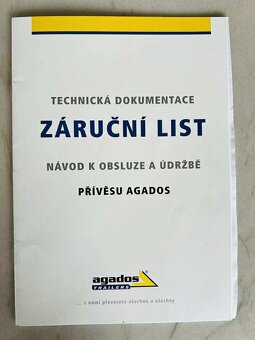 TECHNICKÁ DOKUMENTACE
ZÁRUČNÍ LIST
NÁVOD K OBSLUZE A ÚDRŽBĚ
PŘÍVĚSU AGADOS
agados
TRAILERS
... s námi převezete všechno a všechny